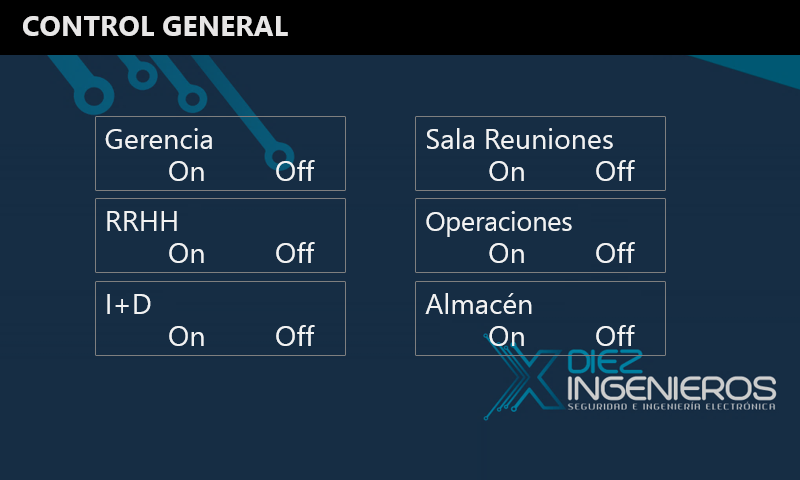 CONTROL GENERAL
Gerencia
On Off
Sala Reuniones
On Off
RRHH
On Off
Operaciones
On Off
I+D
On Off
Almacén
On Off
DIEZ
INGENIEROS
SEGURIDAD E INGENIERÍA ELECTRÓNICA